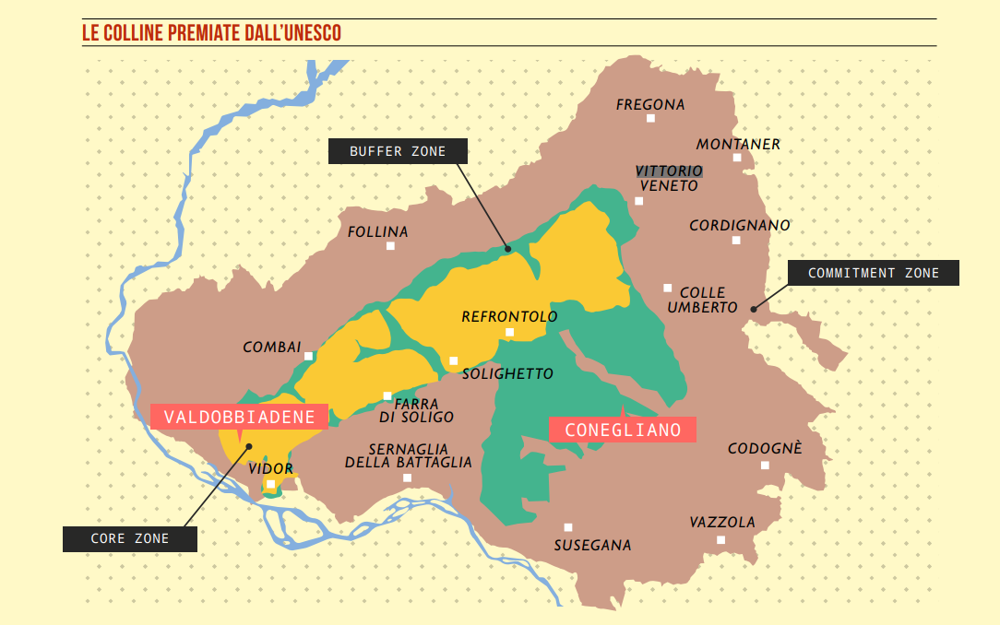 LE COLLINE PREMIATE DALL'UNESCO
FREGONA
MONTANER
BUFFER ZONE
VITTORIO
VENETO
CORDIGNANO
FOLLINA
COMMITMENT ZONE
COLLE
UMBERTO
REFRONTOLO
COMBAI
SOLIGHETTO
FARRA
DI SOLIGO
VALDOBBIADENE
CONEGLIANO
SERNAGLIA
DELLA BATTAGLIA
CODOGNÈ
VIDOR
VAZZOLA
CORE ZONE
SUSEGANA